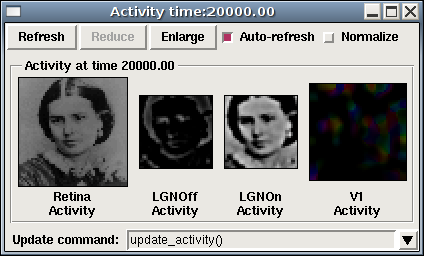 Activity time:20000.00
Refresh Reduce Enlarge Auto-refresh Normalize
Activity at time 20000.00
Retina LGNOff LGNOn V1
Activity Activity Activity Activity
Update command: update_activity()